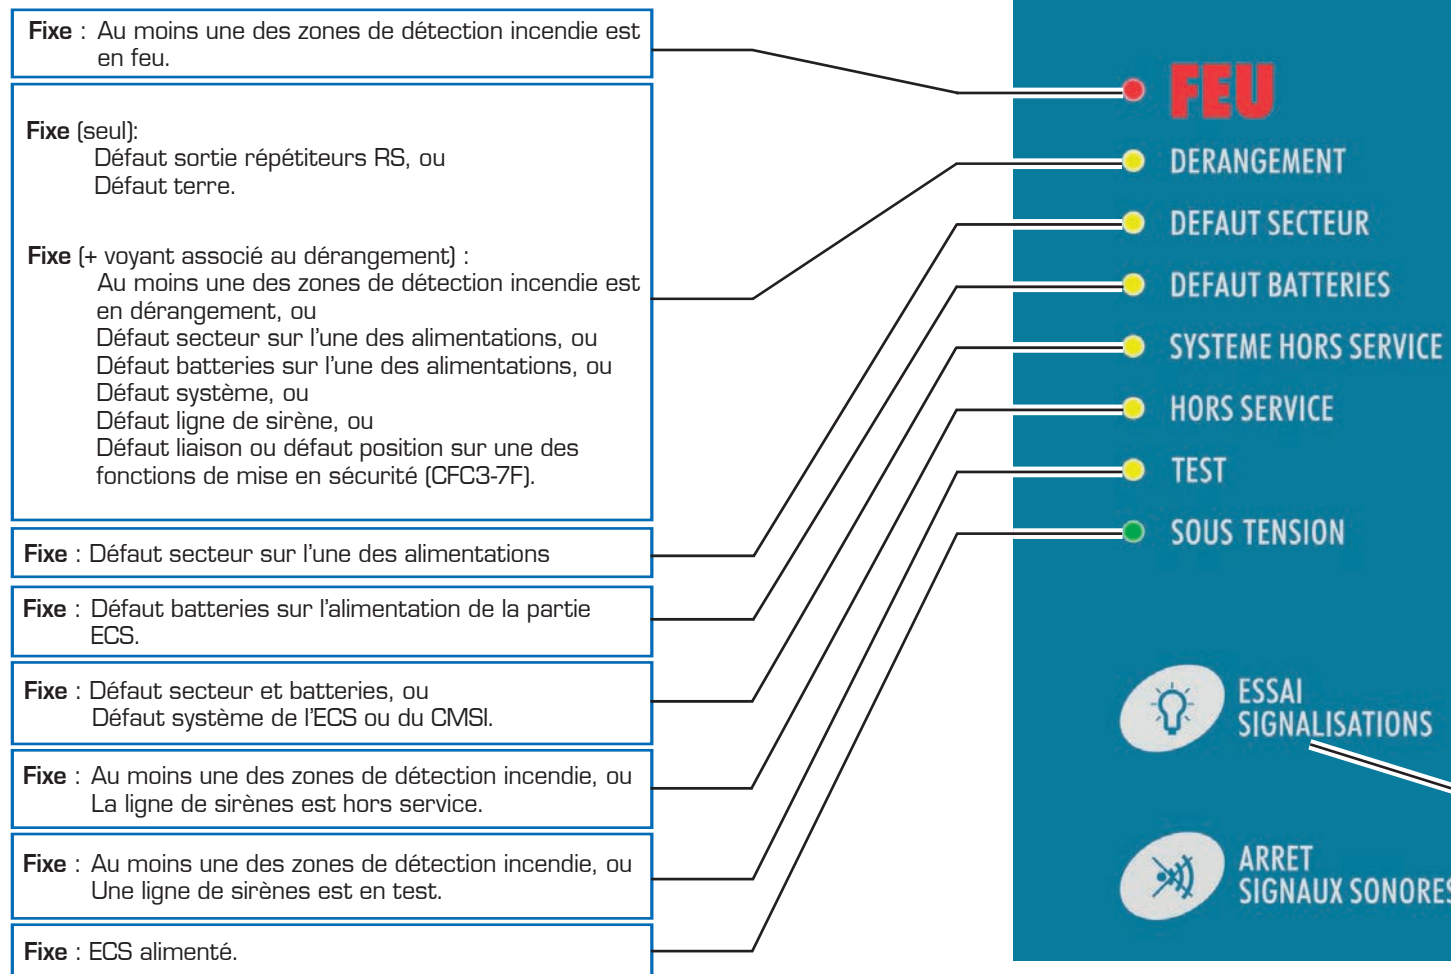 Fixe : Au moins une des zones de détection incendie est
en feu.
Fixe (seul):
Défaut sortie répétiteurs RS, ou
Défaut terre.
Fixe (+ voyant associé au dérangement) :
Au moins une des zones de détection incendie est
en dérangement, ou
Défaut secteur sur l'une des alimentations, ou
Défaut batteries sur l'une des alimentations, ou
Défaut système, ou
Défaut ligne de sirène, ou
Défaut liaison ou défaut position sur une des
fonctions de mise en sécurité (CFC3-7F).
Fixe : Défaut secteur sur l'une des alimentations
Fixe : Défaut batteries sur l'alimentation de la partie
ECS.
Fixe : Défaut secteur et batteries, ou
Défaut système de l'ECS ou du CMSI.
Fixe : Au moins une des zones de détection incendie, ou
La ligne de sirènes est hors service.
Fixe : Au moins une des zones de détection incendie, ou
Une ligne de sirènes est en test.
Fixe : ECS alimenté.
FEU
DERANGEMENT
DEFAUT SECTEUR
DEFAUT BATTERIES
SYSTEME HORS SERVICE
HORS SERVICE
TEST
SOUS TENSION
ESSAI
SIGNALISATIONS
ARRET
SIGNAUX SONORES